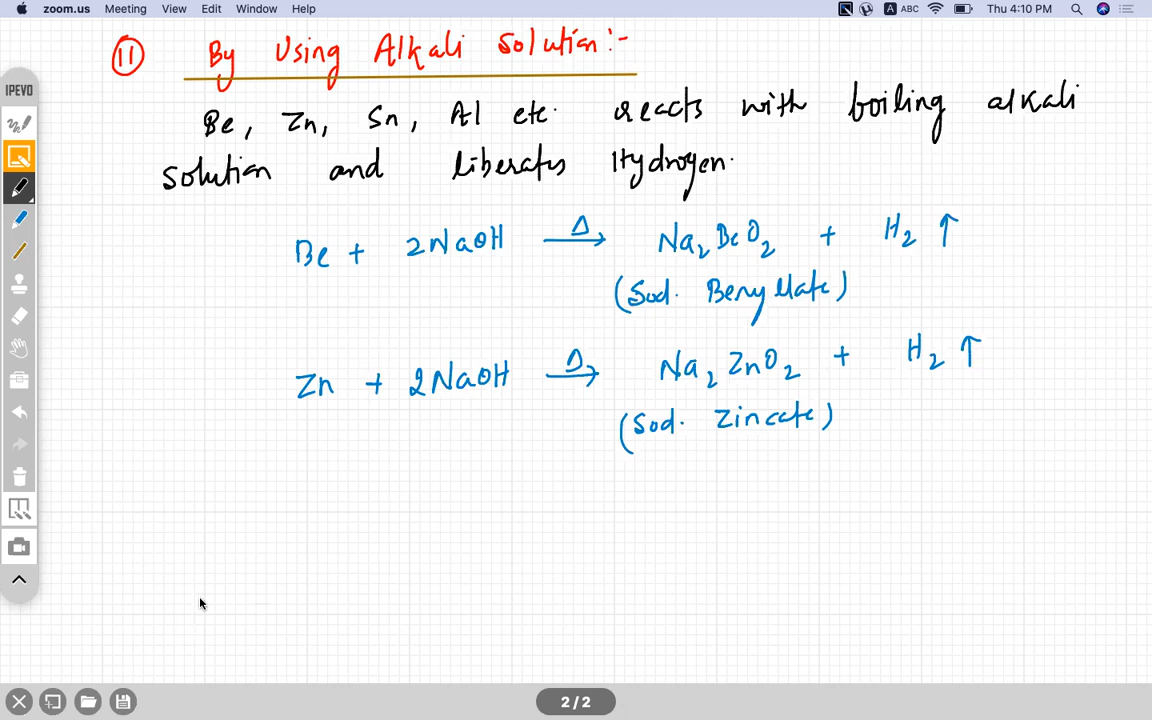 zoom.us Meeting View Edit Window Help A ABC Thu 4:10 PM
IPEVO
11 By Using Alkali Solution:-
Be, Zn, Sn, Al etc. reacts with boiling alkali
solution and liberates Hydrogen.
Be + 2NaOH —Δ→ Na₂BeO₂ + H₂ ↑
(Sod. Beryllate)
Zn + 2NaOH —Δ→ Na₂ZnO₂ + H₂ ↑
(Sod. Zincate)
2/2